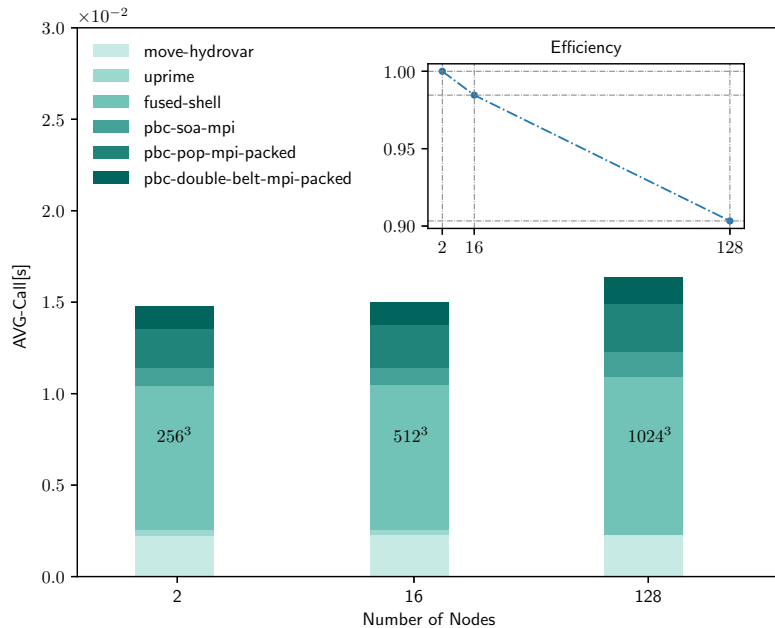 ×10⁻²
3.0
2.5
2.0
1.5
1.0
0.5
0.0
AVG-Call[s]
move-hydrovar
uprime
fused-shell
pbc-soa-mpi
pbc-pop-mpi-packed
pbc-double-belt-mpi-packed
Efficiency
1.00
0.95
0.90
2 16 128
256³ 512³ 1024³
2 16 128
Number of Nodes